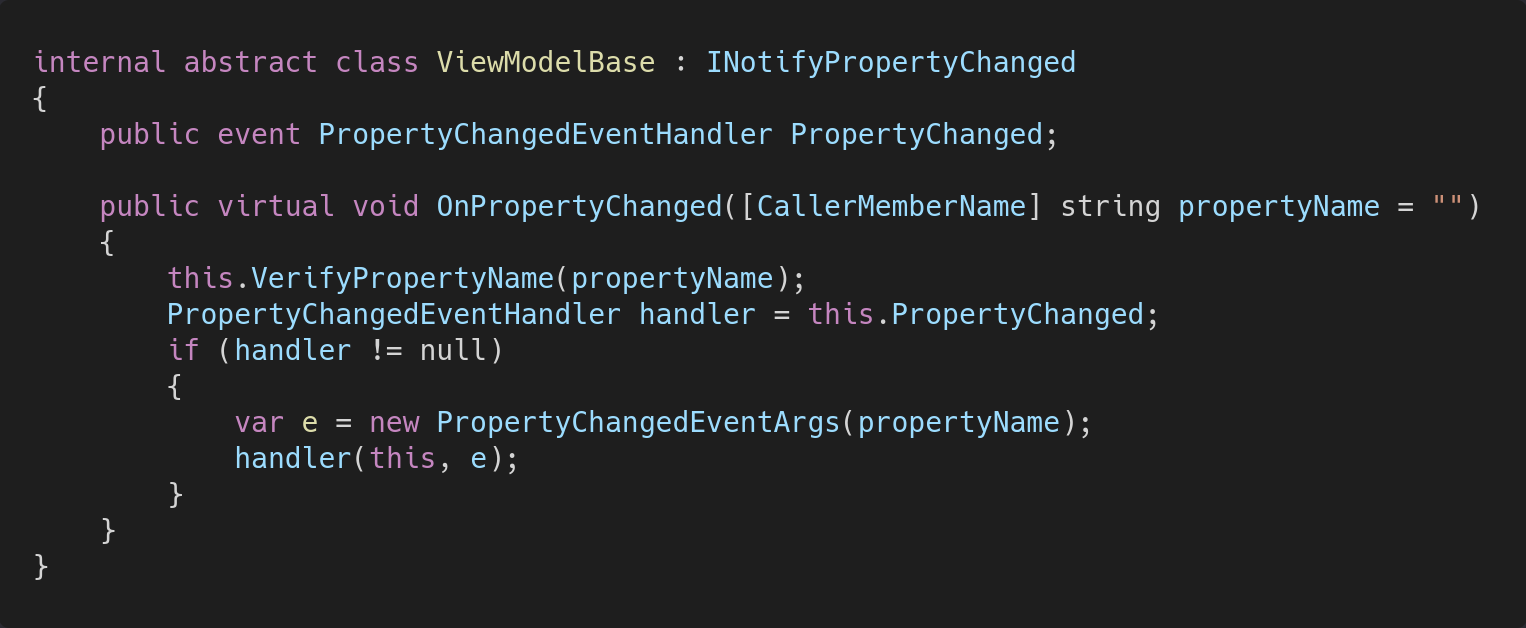 internal abstract class ViewModelBase : INotifyPropertyChanged
{
    public event PropertyChangedEventHandler PropertyChanged;

    public virtual void OnPropertyChanged([CallerMemberName] string propertyName = "")
    {
        this.VerifyPropertyName(propertyName);
        PropertyChangedEventHandler handler = this.PropertyChanged;
        if (handler != null)
        {
            var e = new PropertyChangedEventArgs(propertyName);
            handler(this, e);
        }
    }
}